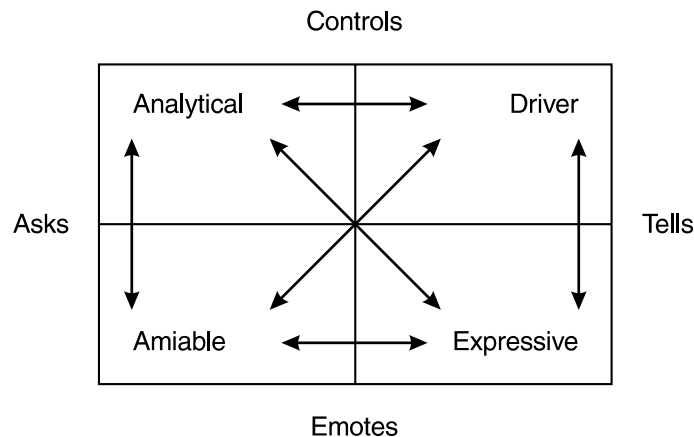 Controls
Analytical
Driver
Asks
Tells
Amiable
Expressive
Emotes